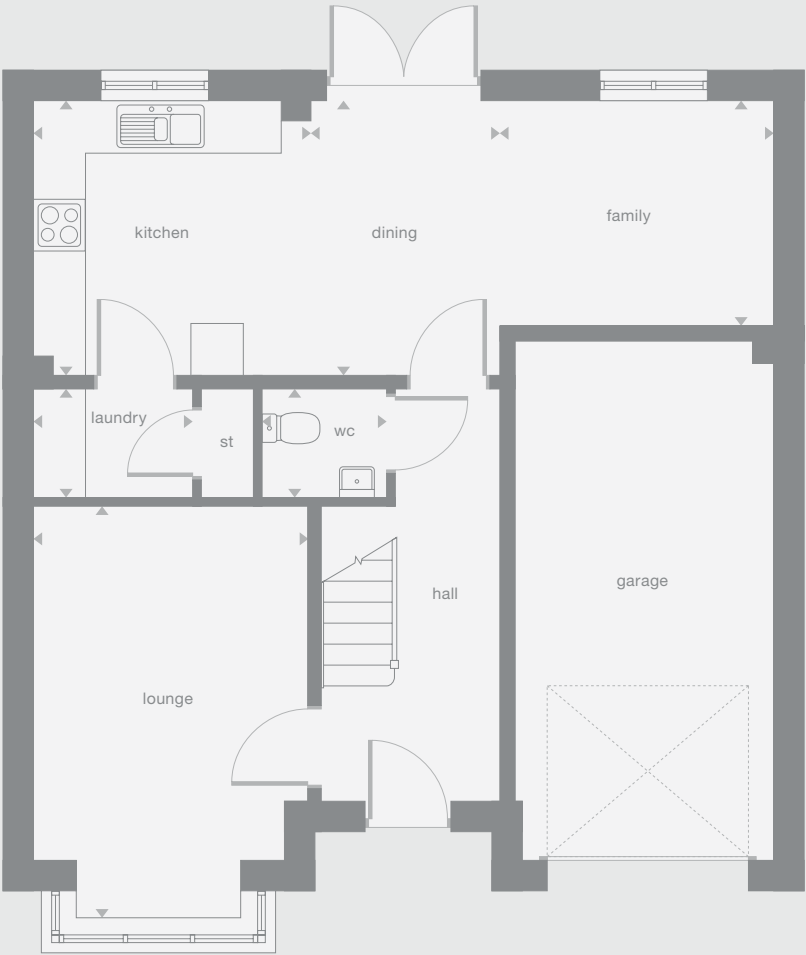 family
kitchen
dining
laundry
wc
st
garage
hall
lounge